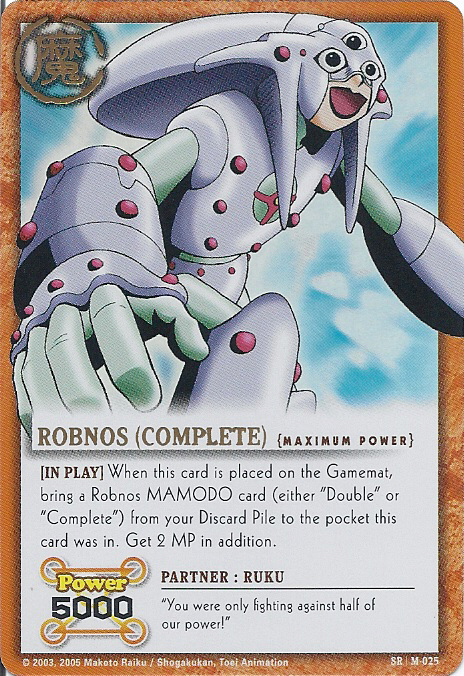 魔
ROBNOS (COMPLETE) {MAXIMUM POWER}
[IN PLAY] When this card is placed on the Gamemat,
bring a Robnos MAMODO card (either "Double" or
"Complete") from your Discard Pile to the pocket this
card was in. Get 2 MP in addition.
Power
5000
PARTNER : RUKU
"You were only fighting against half of
our power!"
© 2003, 2005 Makoto Raiku / Shogakukan, Toei Animation
SR M-025